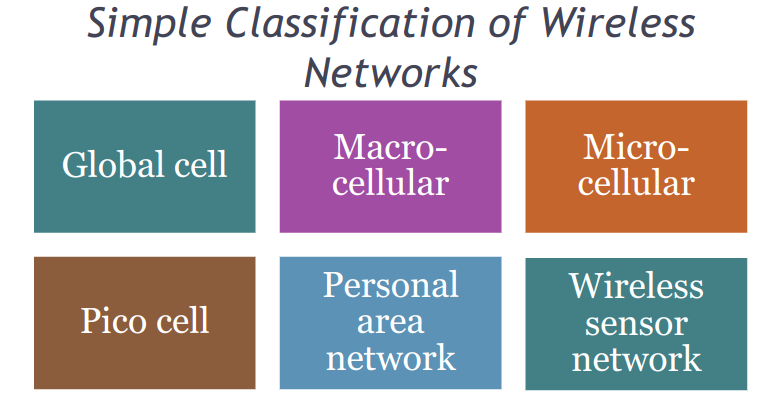 Simple Classification of Wireless
Networks
Global cell
Macro-
cellular
Micro-
cellular
Pico cell
Personal
area
network
Wireless
sensor
network